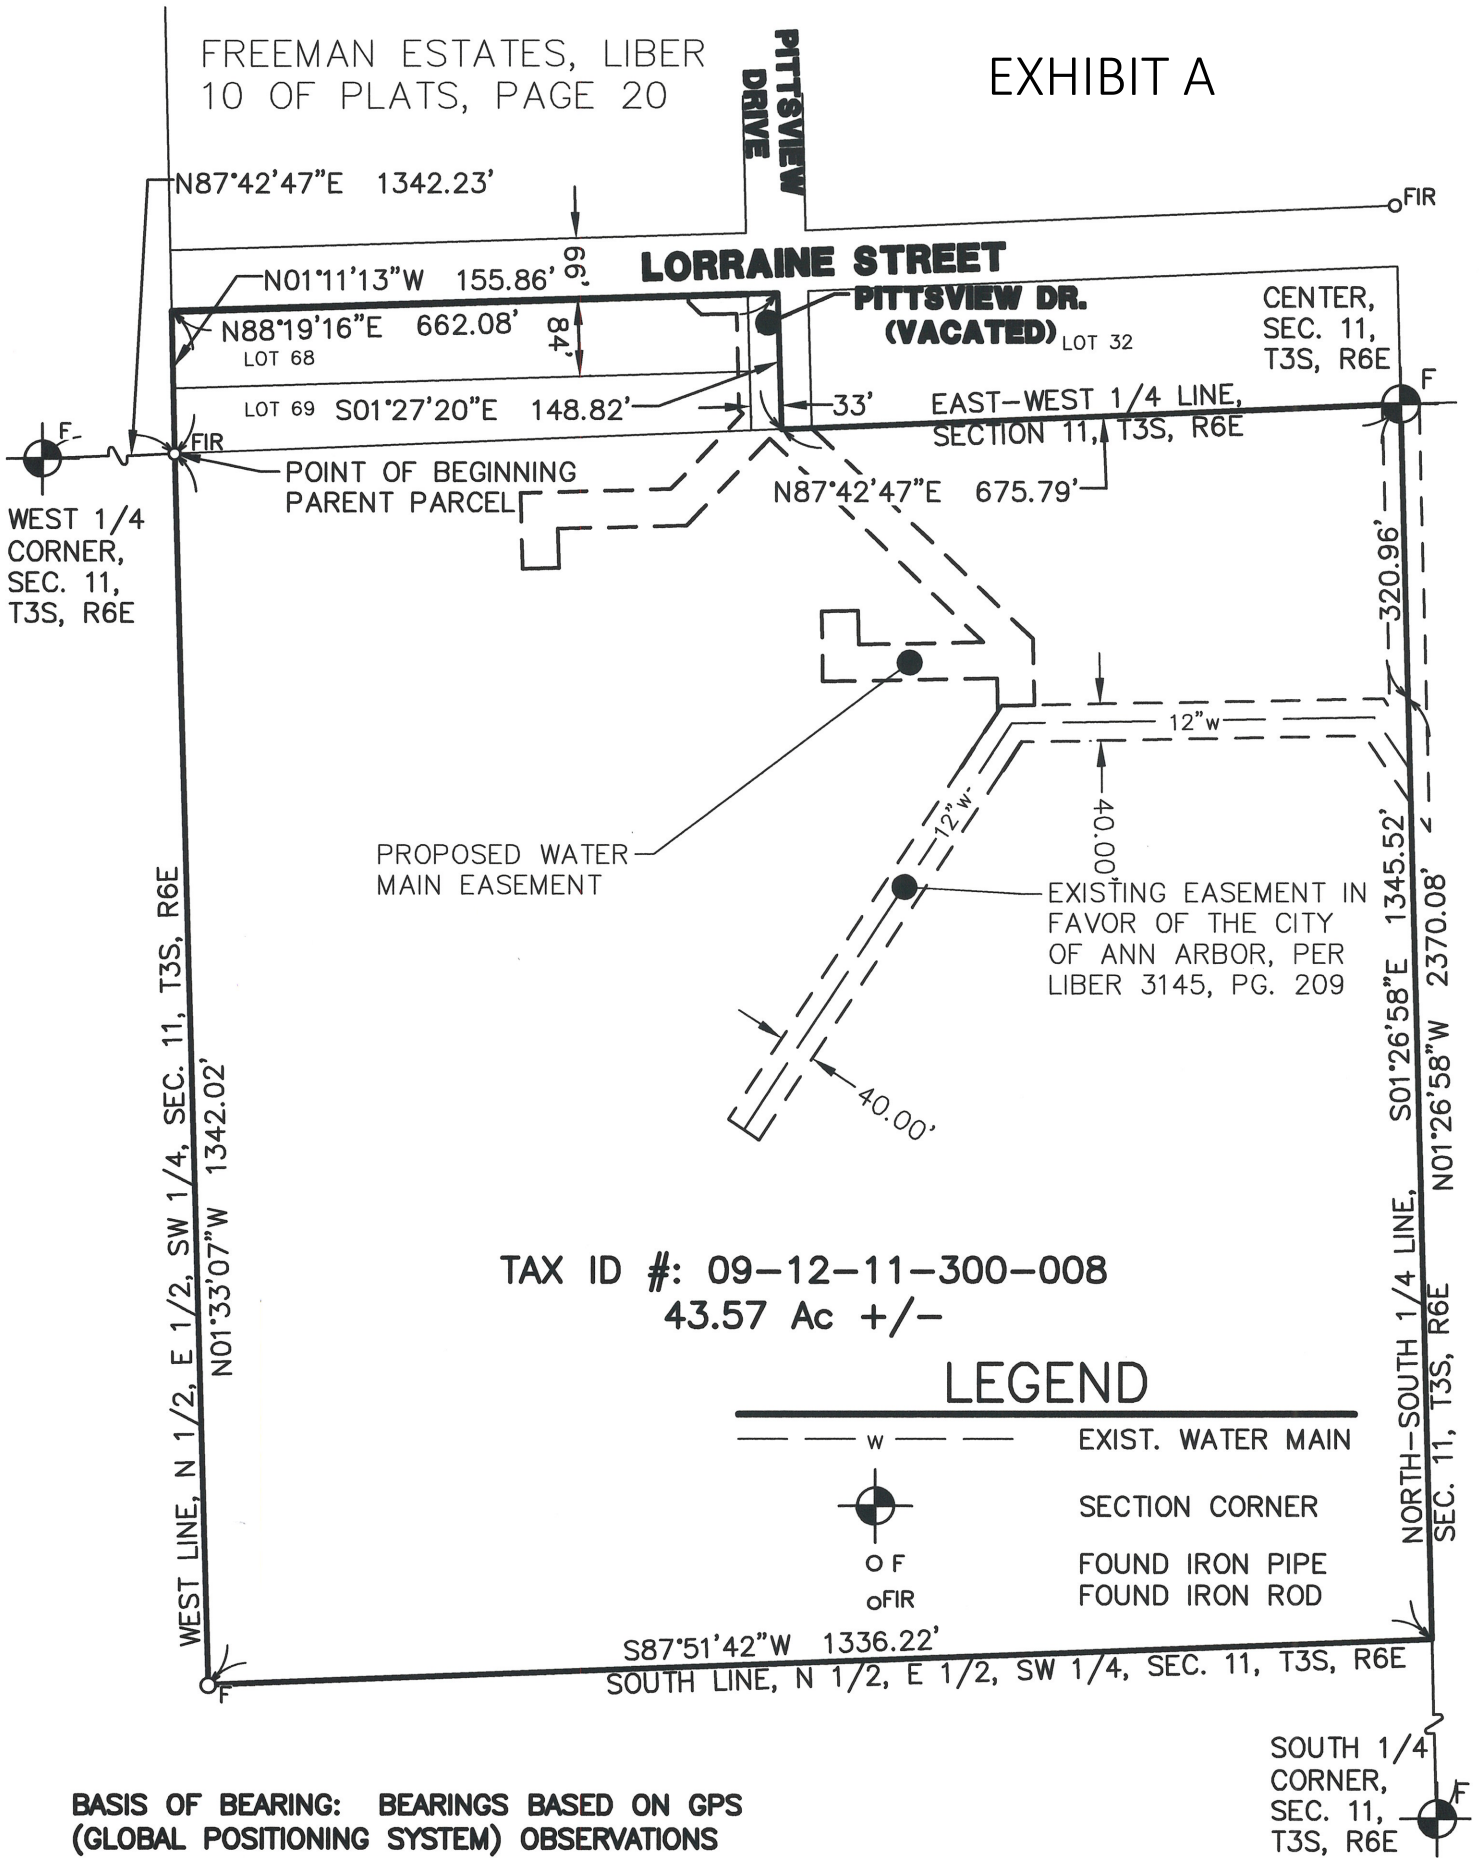 FREEMAN ESTATES, LIBER
10 OF PLATS, PAGE 20
PITTSVIEW
DRIVE
EXHIBIT A
N87°42'47"E 1342.23'
FIR
66'
LORRAINE STREET
N01°11'13"W 155.86'
PITTSVIEW DR.
(VACATED)
LOT 32
CENTER,
SEC. 11,
T3S, R6E
N88°19'16"E 662.08'
84'
LOT 68
F
LOT 69
S01°27'20"E 148.82'
33'
EAST-WEST 1/4 LINE,
SECTION 11, T3S, R6E
F
FIR
POINT OF BEGINNING
PARENT PARCEL
N87°42'47"E 675.79'
WEST 1/4
CORNER,
SEC. 11,
T3S, R6E
320.96'
12"W
12"W
40.00'
PROPOSED WATER
MAIN EASEMENT
EXISTING EASEMENT IN
FAVOR OF THE CITY
OF ANN ARBOR, PER
LIBER 3145, PG. 209
40.00'
S01°26'58"E 1345.52'
N01°26'58"W 2370.08'
WEST LINE, N 1/2, E 1/2, SW 1/4, SEC. 11, T3S, R6E
N01°33'07"W 1342.02'
NORTH-SOUTH 1/4 LINE,
SEC. 11, T3S, R6E
TAX ID #: 09-12-11-300-008
43.57 Ac +/-
LEGEND
W EXIST. WATER MAIN
SECTION CORNER
F FOUND IRON PIPE
FIR FOUND IRON ROD
S87°51'42"W 1336.22'
SOUTH LINE, N 1/2, E 1/2, SW 1/4, SEC. 11, T3S, R6E
F
SOUTH 1/4
CORNER,
SEC. 11,
T3S, R6E
F
BASIS OF BEARING: BEARINGS BASED ON GPS
(GLOBAL POSITIONING SYSTEM) OBSERVATIONS